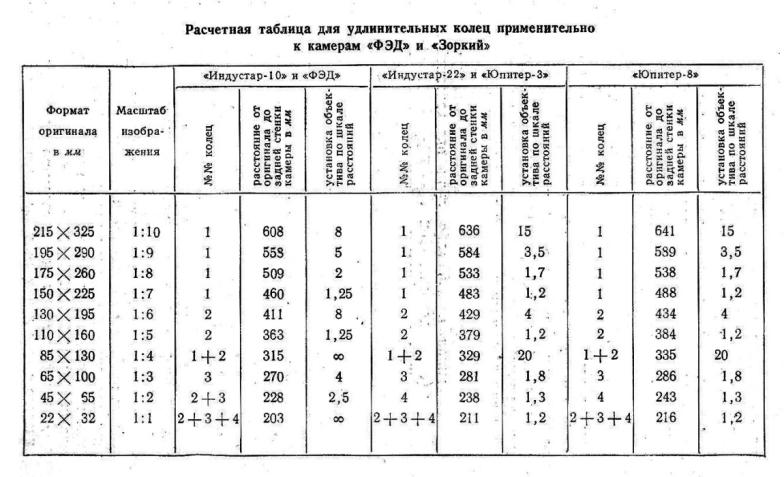 Расчетная таблица для удлинительных колец применительно
к камерам «ФЭД» и «Зоркий»
Формат оригинала в мм
Масштаб изобра-жения
«Индустар-10» и «ФЭД»
«Индустар-22» и «Юпитер-3»
«Юпитер-8»
№№ колец
расстояние от оригинала до задней стенки камеры в мм
установка объек-тива по шкале расстояний
№№ колец
расстояние от оригинала до задней стенки камеры в мм
установка объек-тива по шкале расстояний
№№ колец
расстояние от оригинала до задней стенки камеры в мм
установка объек-тива по шкале расстояний
215×325 1:10 1 608 8 1 636 15 1 641 15
195×290 1:9 1 558 5 1 584 3,5 1 589 3,5
175×260 1:8 1 509 2 1 533 1,7 1 538 1,7
150×225 1:7 1 460 1,25 1 483 1,2 1 488 1,2
130×195 1:6 2 411 8 2 429 4 2 434 4
110×160 1:5 2 363 1,25 2 379 1,2 2 384 1,2
85×130 1:4 1+2 315 ∞ 1+2 329 20 1+2 335 20
65×100 1:3 3 270 4 3 281 1,8 3 286 1,8
45×65 1:2 2+3 228 2,5 4 238 1,3 4 243 1,3
22×32 1:1 2+3+4 203 ∞ 2+3+4 211 1,2 2+3+4 216 1,2